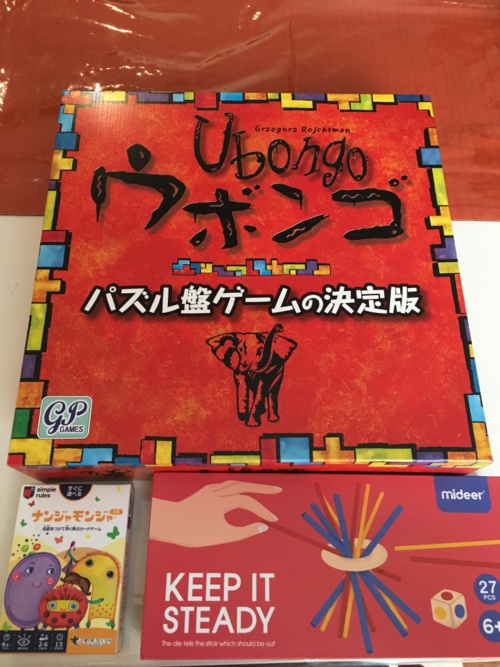 Grzegorz Rejchtman
Ubongo
ウボンゴ
パズル盤ゲームの決定版
GP
GAMES
simple
rules
すぐに
遊べる
ナンジャモンジャ
mideer
KEEP IT
STEADY
The die tells the stick which should be out
27
PCS
6+
4+